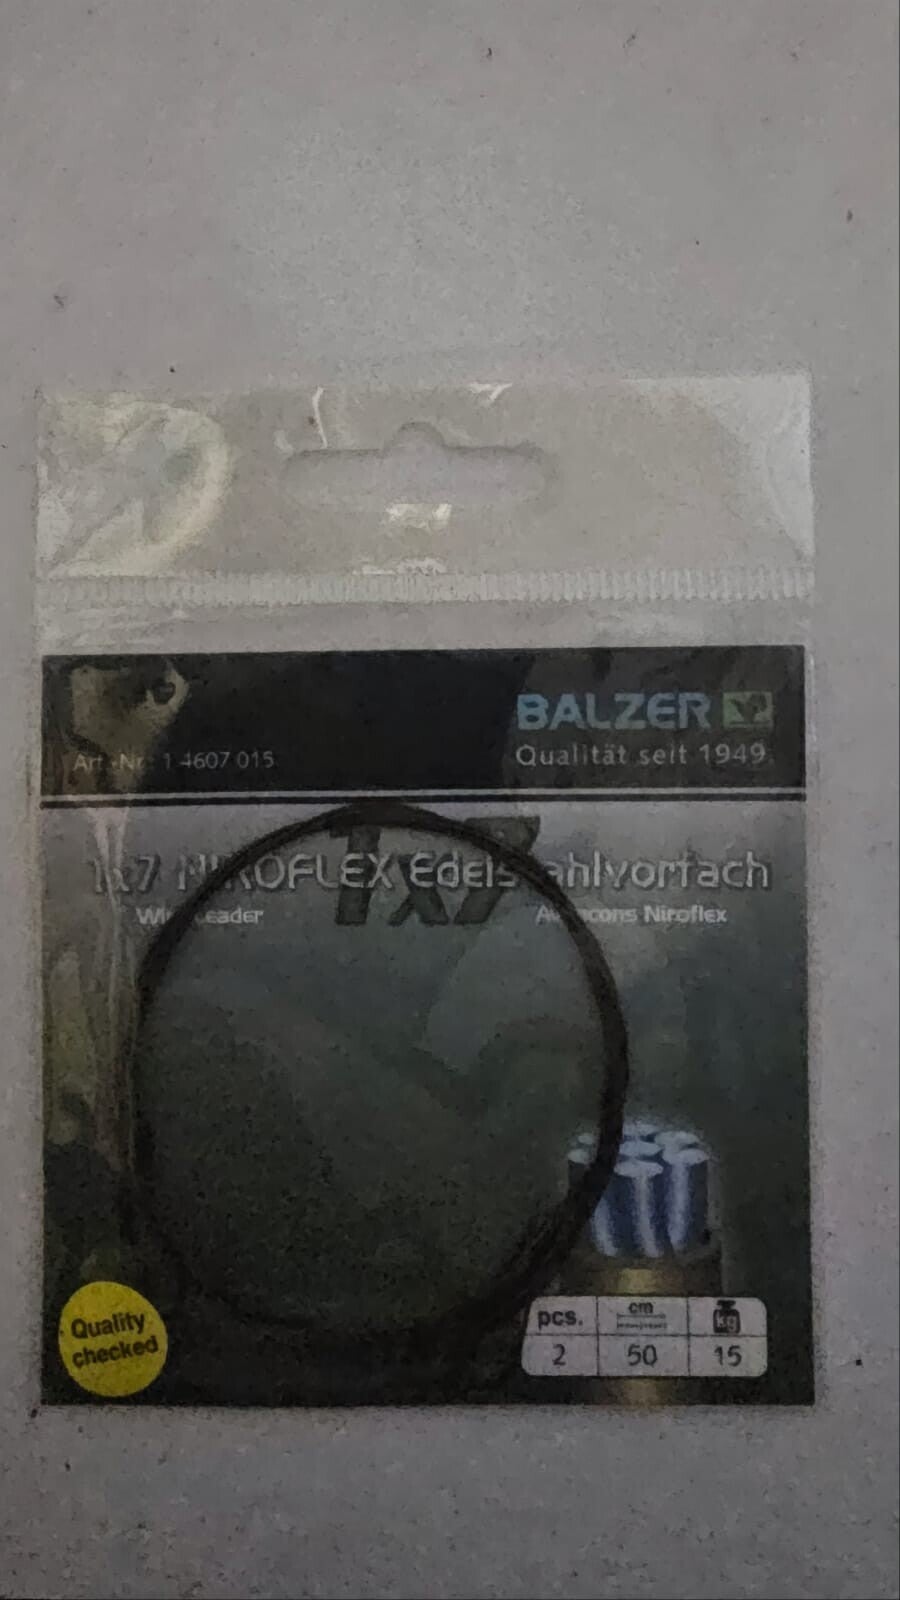 BALZER
Qualität seit 1949
Art.-Nr. 1 4607 015
1x7
1x7 NIROFLEX Edelstahlvorfach
Wire Leader
Niroflex
Quality
checked
pcs. cm kg
2 50 15